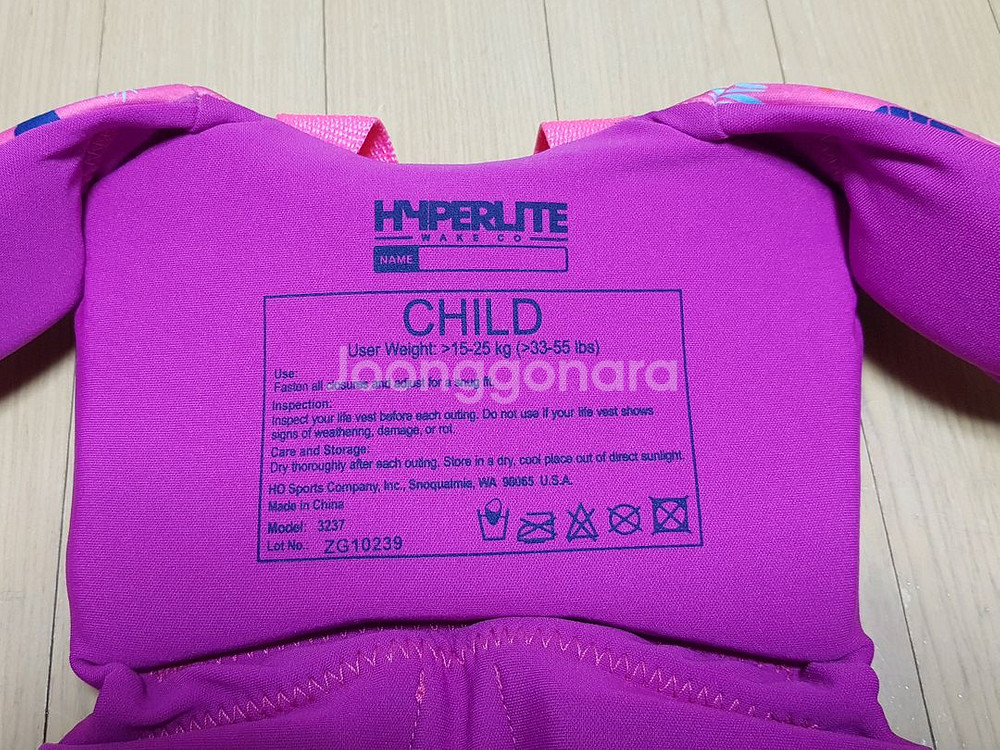 HYPERLITE
WAKE CO
NAME
CHILD
User Weight: >15-25 kg (>33-55 lbs)
Joonggonara
Use:
Fasten all closures and adjust for a snug fit.
Inspection:
Inspect your life vest before each outing. Do not use if your life vest shows
signs of weathering, damage, or rot.
Care and Storage:
Dry thoroughly after each outing. Store in a dry, cool place out of direct sunlight.
HO Sports Company, Inc., Snoqualmie, WA 98065 U.S.A.
Made in China
Model: 3237
Lot No. ZG10239